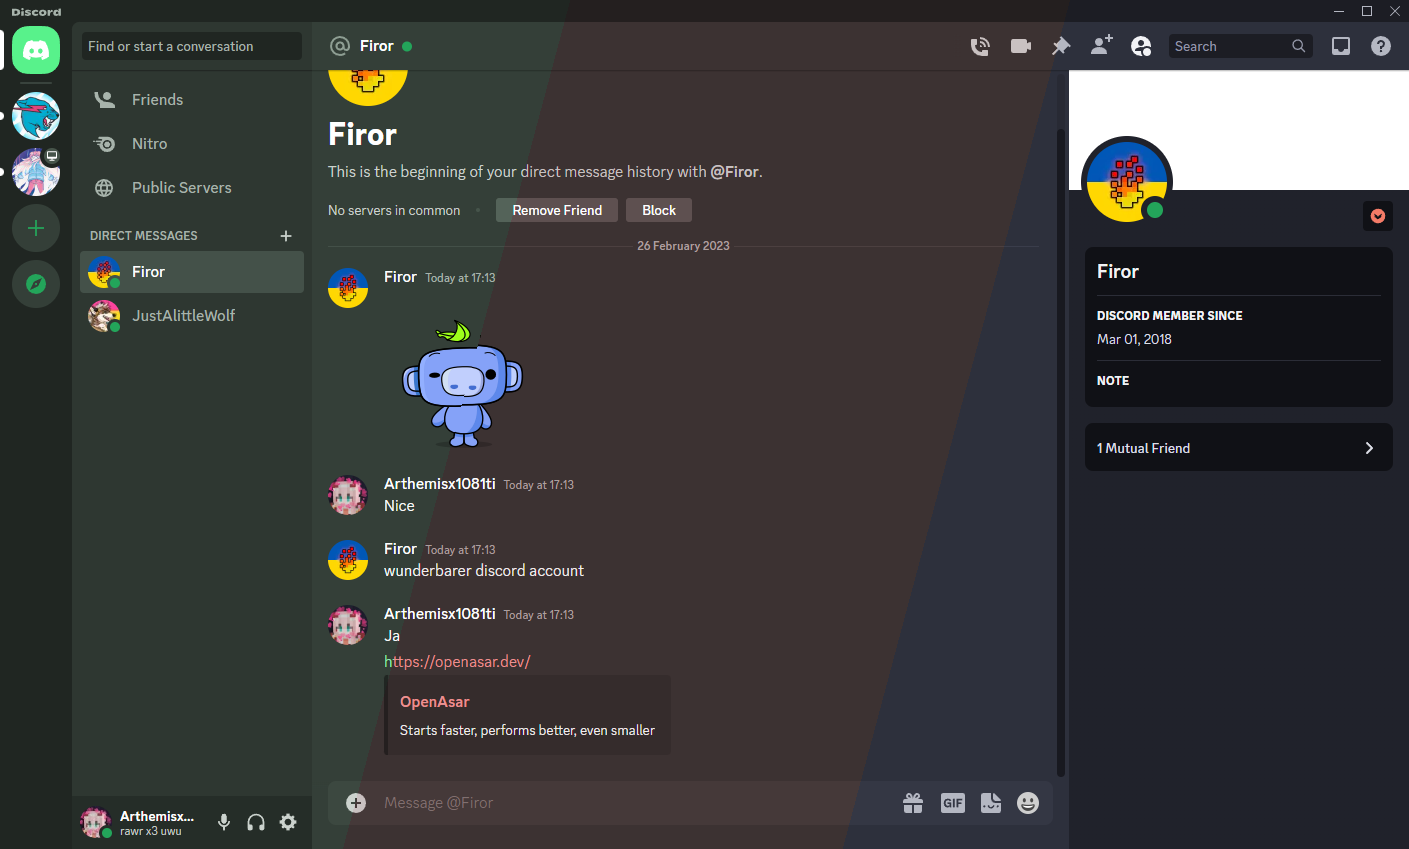 Discord
Find or start a conversation
Friends
Nitro
Public Servers
DIRECT MESSAGES
Firor
JustAlittleWolf
Arthemisx...
rawr x3 uwu
Firor
Search
Firor
This is the beginning of your direct message history with @Firor.
No servers in common
Remove Friend
Block
26 February 2023
Firor Today at 17:13
Arthemisx1081ti Today at 17:13
Nice
Firor Today at 17:13
wunderbarer discord account
Arthemisx1081ti Today at 17:13
Ja
https://openasar.dev/
OpenAsar
Starts faster, performs better, even smaller
Message @Firor
GIF
Firor
DISCORD MEMBER SINCE
Mar 01, 2018
NOTE
1 Mutual Friend